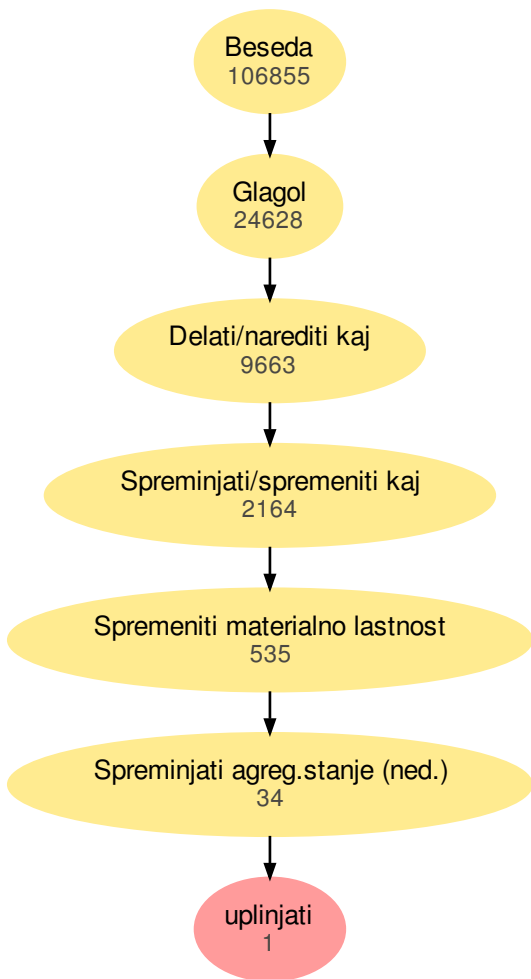 Beseda
106855
Glagol
24628
Delati/narediti kaj
9663
Spreminjati/spremeniti kaj
2164
Spremeniti materialno lastnost
535
Spreminjati agreg.stanje (ned.)
34
uplinjati
1